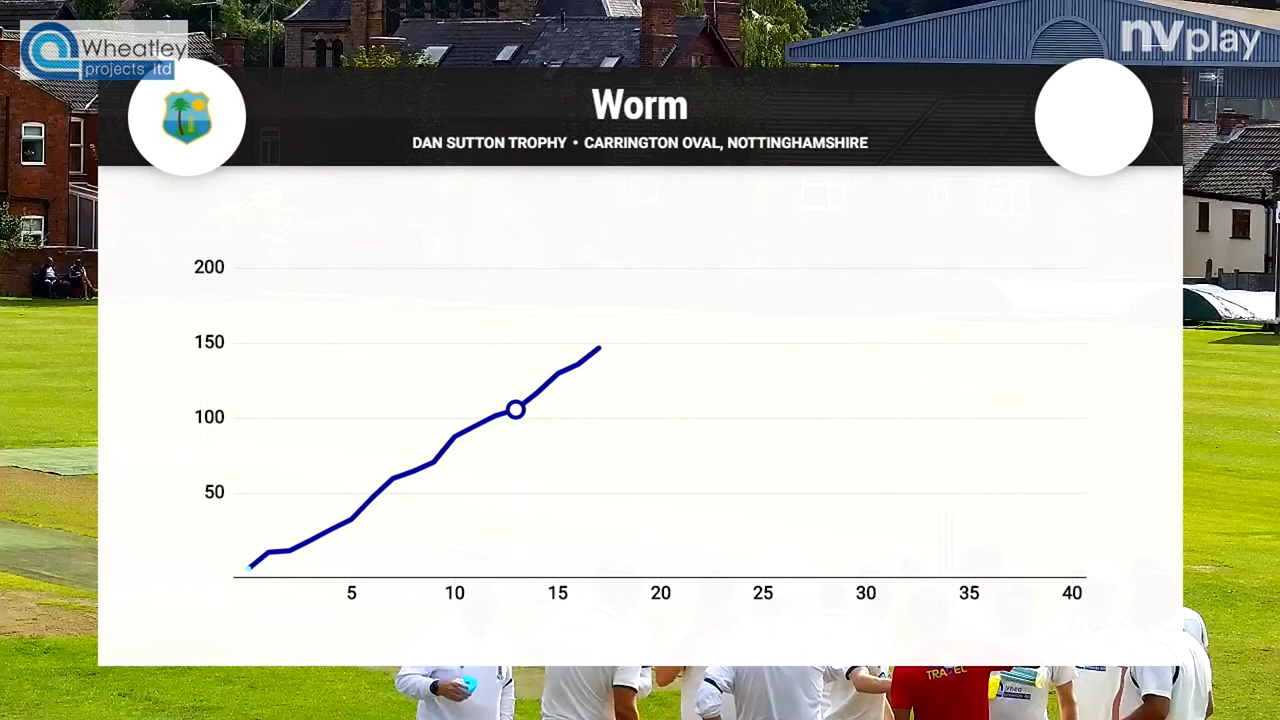 Wheatley
projects ltd
nvplay
Worm
DAN SUTTON TROPHY • CARRINGTON OVAL, NOTTINGHAMSHIRE
200
150
100
50
5 10 15 20 25 30 35 40
TRAVEL